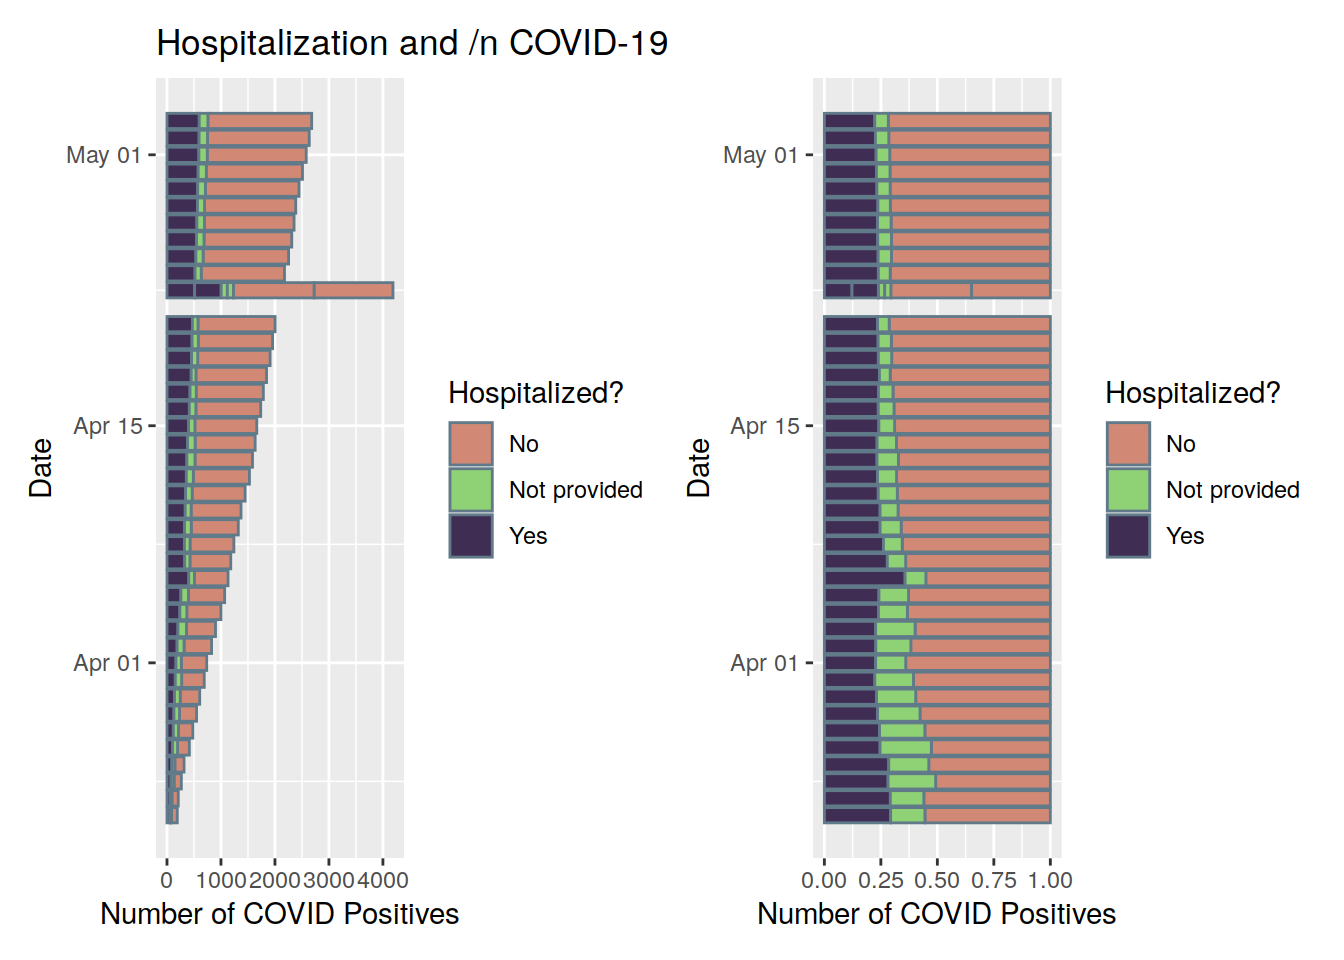 Hospitalization and /n COVID-19
May 01
Apr 15
Apr 01
Date
0 1000 2000 3000 4000
Number of COVID Positives
Hospitalized?
No
Not provided
Yes
May 01
Apr 15
Apr 01
Date
0.00 0.25 0.50 0.75 1.00
Number of COVID Positives
Hospitalized?
No
Not provided
Yes